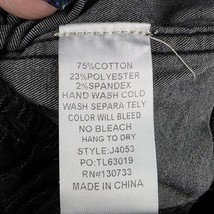 75%COTTON
23%POLYESTER
2%SPANDEX
HAND WASH COLD
WASH SEPARA TELY
COLOR WILL BLEED
NO BLEACH
HANG TO DRY
STYLE:J4053
PO:TL63019
RN#130733
MADE IN CHINA